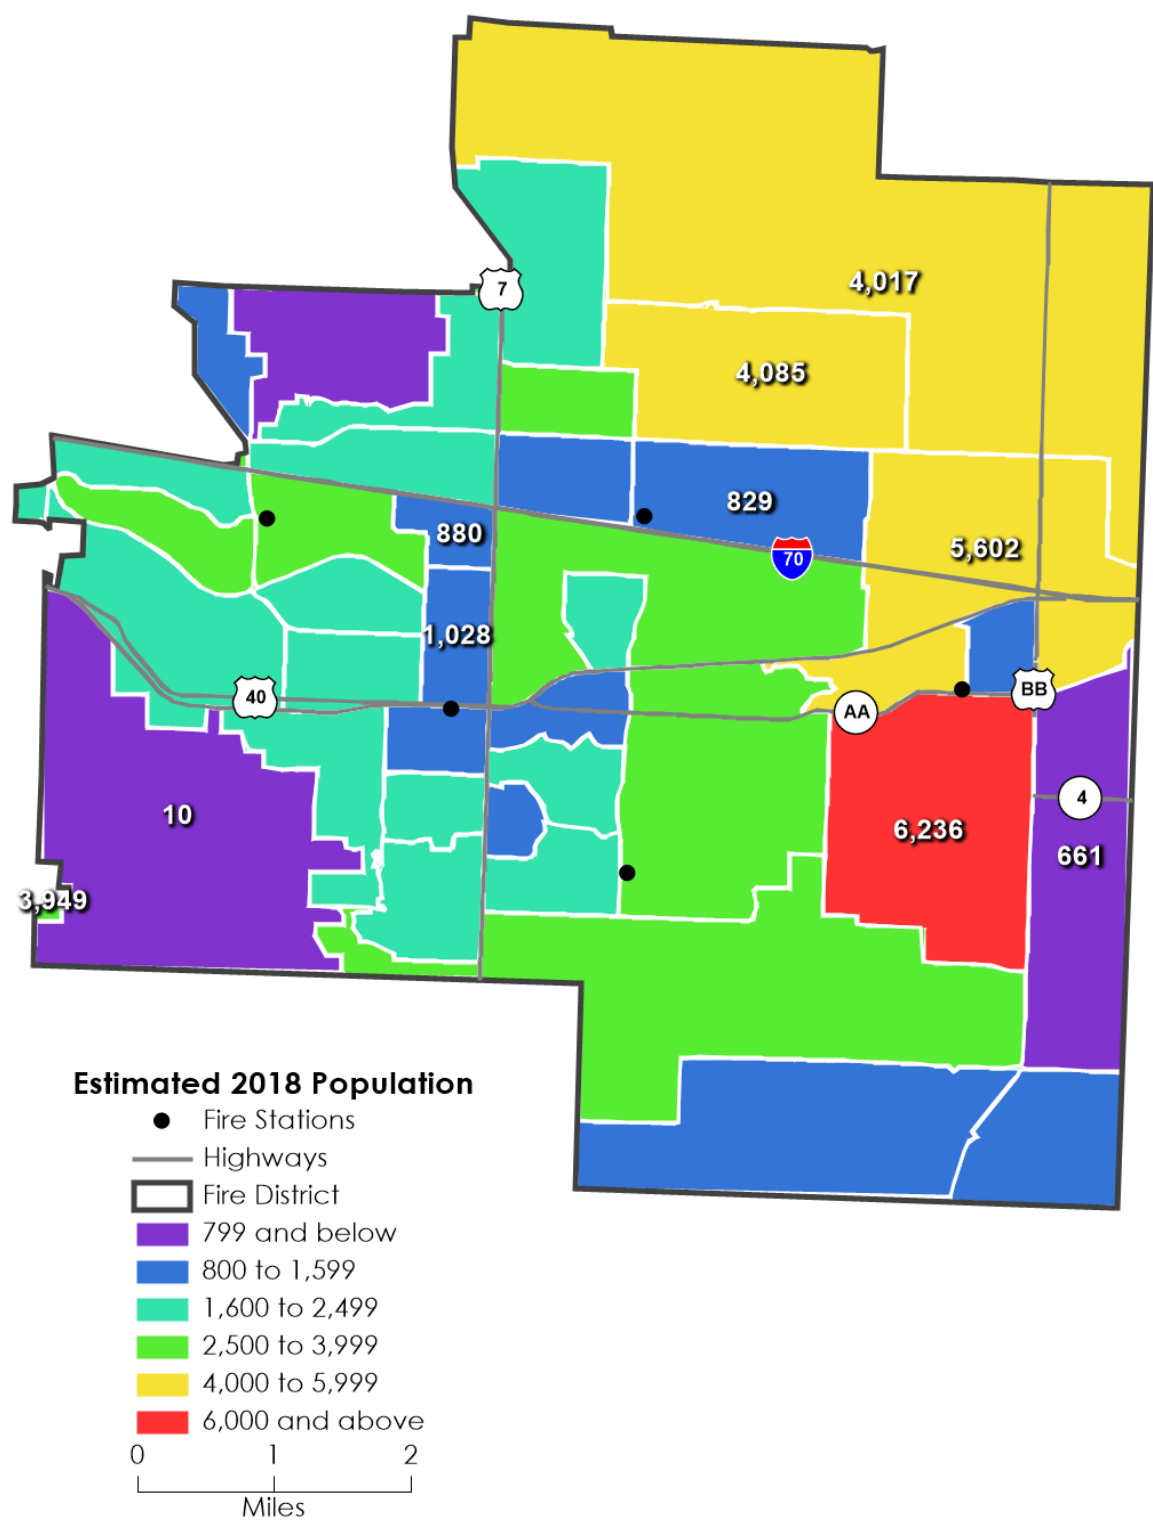 4,017
7
4,085
829
880
5,602
70
1,028
BB
40
AA
4
10
6,236
661
3,949
Estimated 2018 Population
Fire Stations
Highways
Fire District
799 and below
800 to 1,599
1,600 to 2,499
2,500 to 3,999
4,000 to 5,999
6,000 and above
0 1 2
Miles